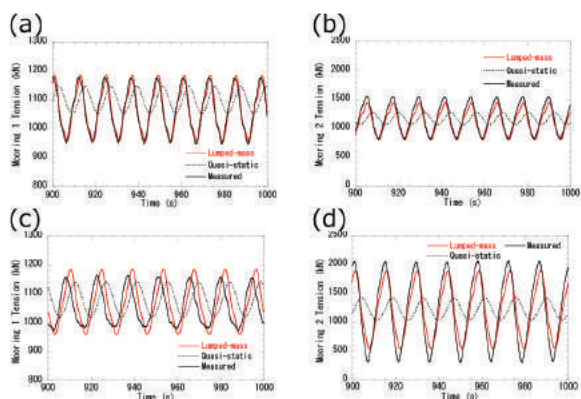 (a)
Mooring 1 Tension (kN)
1300
1200
1100
1000
900
800
Lumped-mass
Quasi-static
Measured
900 920 940 960 980 1000
Time (s)
(b)
Mooring 2 Tension (kN)
2500
2000
1500
1000
500
0
Lumped-mass
Quasi-static
Measured
900 920 940 960 980 1000
Time (s)
(c)
Mooring 1 Tension (kN)
1300
1200
1100
1000
900
800
Lumped-mass
Quasi-static
Measured
900 920 940 960 980 1000
Time (s)
(d)
Mooring 2 Tension (kN)
2500
2000
1500
1000
500
0
Lumped-mass Measured
Quasi-static
900 920 940 960 980 1000
Time (s)